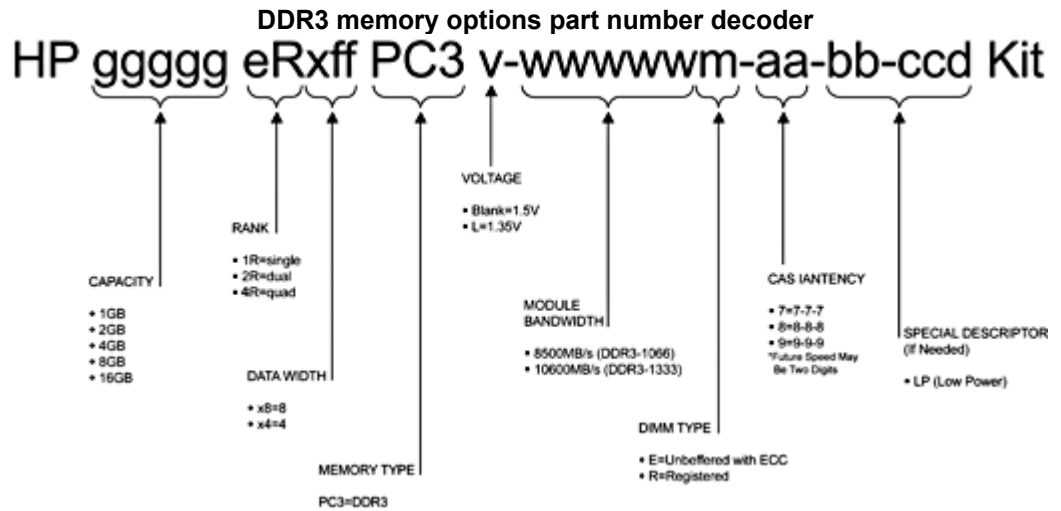 DDR3 memory options part number decoder
HP ggggg eRxff PC3 v-wwwwwm-aa-bb-ccd Kit
VOLTAGE
• Blank=1.5V
• L=1.35V
RANK
• 1R=single
• 2R=dual
• 4R=quad
CAPACITY
• 1GB
• 2GB
• 4GB
• 8GB
• 16GB
CAS IANTENCY
• 7=7-7-7
• 8=8-8-8
• 9=9-9-9
*Future Speed May
Be Two Digits
MODULE
BANDWIDTH
• 8500MB/s (DDR3-1066)
• 10600MB/s (DDR3-1333)
SPECIAL DESCRIPTOR
(If Needed)
• LP (Low Power)
DATA WIDTH
• x8=8
• x4=4
DIMM TYPE
• E=Unbeffered with ECC
• R=Registered
MEMORY TYPE
PC3=DDR3